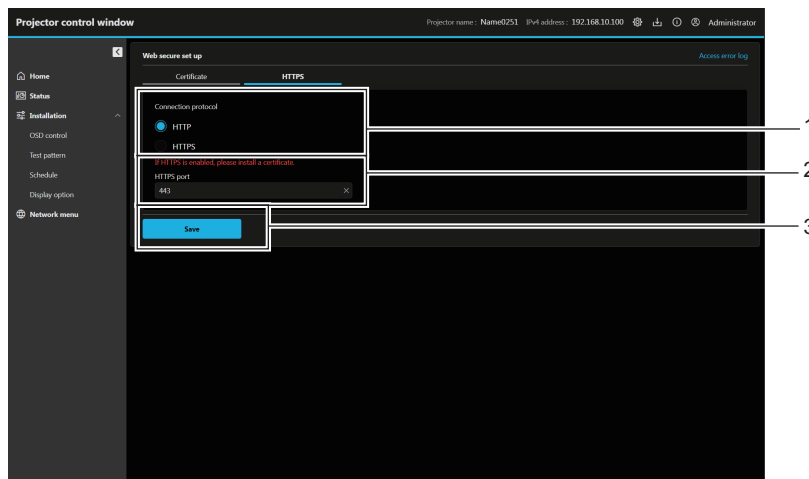 Projector control window
Projector name : Name0251 IPv4 address : 192.168.10.100 Administrator
Web secure set up
Access error log
Certificate HTTPS
Home
Status
Installation
OSD control
Test pattern
Schedule
Display option
Network menu
Connection protocol
HTTP
HTTPS
If HTTPS is enabled, please install a certificate.
HTTPS port
443
Save
1
2
3